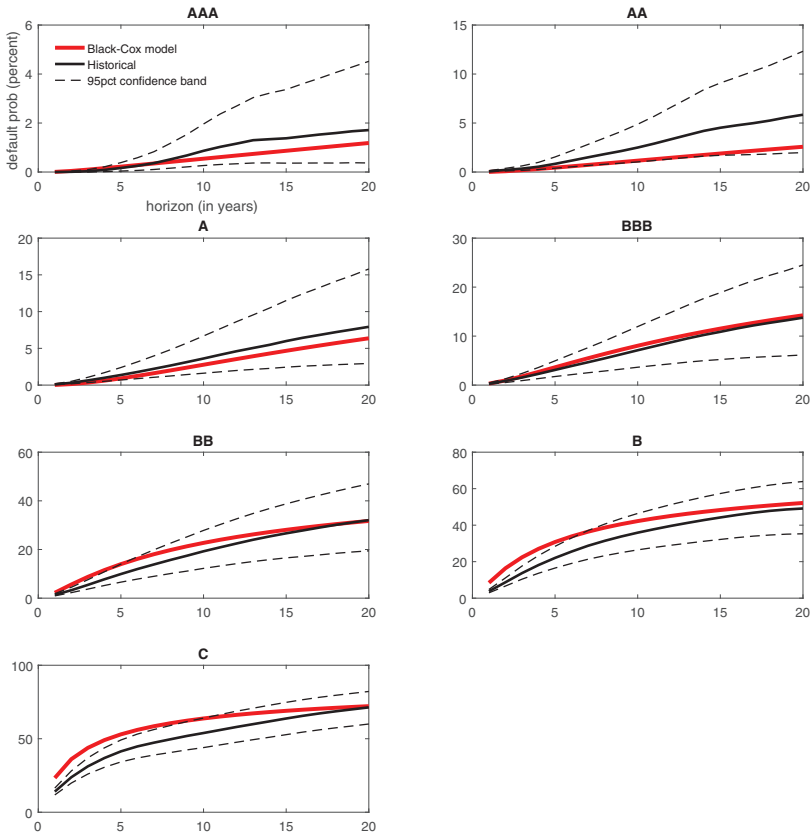 AAA
6
4
2
0
default prob (percent)
Black-Cox model
Historical
95pct confidence band
0 5 10 15 20
horizon (in years)
AA
15
10
5
0
0 5 10 15 20
A
20
15
10
5
0
0 5 10 15 20
BBB
30
20
10
0
0 5 10 15 20
BB
60
40
20
0
0 5 10 15 20
B
80
60
40
20
0
0 5 10 15 20
C
100
50
0
0 5 10 15 20